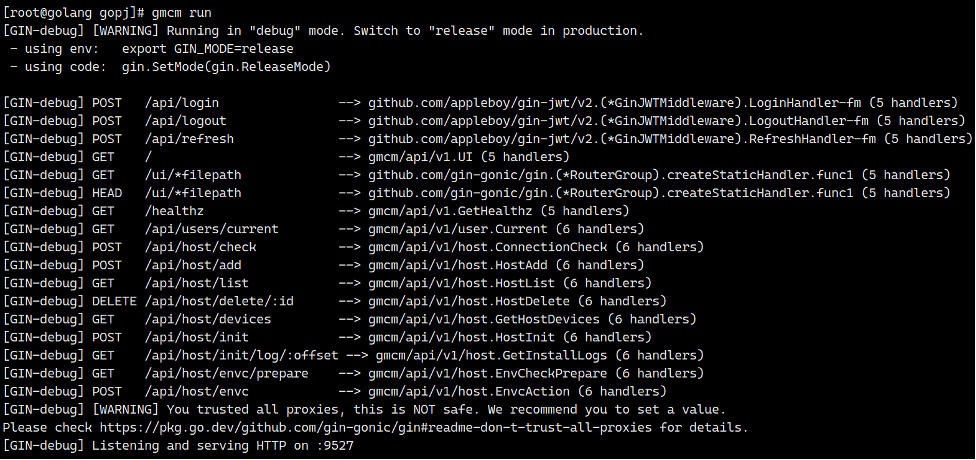 [root@golang gopj]# gmcm run
[GIN-debug] [WARNING] Running in "debug" mode. Switch to "release" mode in production.
 - using env:   export GIN_MODE=release
 - using code:  gin.SetMode(gin.ReleaseMode)

[GIN-debug] POST   /api/login                --> github.com/appleboy/gin-jwt/v2.(*GinJWTMiddleware).LoginHandler-fm (5 handlers)
[GIN-debug] POST   /api/logout               --> github.com/appleboy/gin-jwt/v2.(*GinJWTMiddleware).LogoutHandler-fm (5 handlers)
[GIN-debug] POST   /api/refresh              --> github.com/appleboy/gin-jwt/v2.(*GinJWTMiddleware).RefreshHandler-fm (5 handlers)
[GIN-debug] GET    /                         --> gmcm/api/v1.UI (5 handlers)
[GIN-debug] GET    /ui/*filepath             --> github.com/gin-gonic/gin.(*RouterGroup).createStaticHandler.func1 (5 handlers)
[GIN-debug] HEAD   /ui/*filepath             --> github.com/gin-gonic/gin.(*RouterGroup).createStaticHandler.func1 (5 handlers)
[GIN-debug] GET    /healthz                  --> gmcm/api/v1.GetHealthz (5 handlers)
[GIN-debug] GET    /api/users/current        --> gmcm/api/v1/user.Current (6 handlers)
[GIN-debug] POST   /api/host/check           --> gmcm/api/v1/host.ConnectionCheck (6 handlers)
[GIN-debug] POST   /api/host/add             --> gmcm/api/v1/host.HostAdd (6 handlers)
[GIN-debug] GET    /api/host/list            --> gmcm/api/v1/host.HostList (6 handlers)
[GIN-debug] DELETE /api/host/delete/:id      --> gmcm/api/v1/host.HostDelete (6 handlers)
[GIN-debug] GET    /api/host/devices         --> gmcm/api/v1/host.GetHostDevices (6 handlers)
[GIN-debug] POST   /api/host/init            --> gmcm/api/v1/host.HostInit (6 handlers)
[GIN-debug] GET    /api/host/init/log/:offset --> gmcm/api/v1/host.GetInstallLogs (6 handlers)
[GIN-debug] GET    /api/host/envc/prepare    --> gmcm/api/v1/host.EnvCheckPrepare (6 handlers)
[GIN-debug] POST   /api/host/envc            --> gmcm/api/v1/host.EnvcAction (6 handlers)
[GIN-debug] [WARNING] You trusted all proxies, this is NOT safe. We recommend you to set a value.
Please check https://pkg.go.dev/github.com/gin-gonic/gin#readme-don-t-trust-all-proxies for details.
[GIN-debug] Listening and serving HTTP on :9527